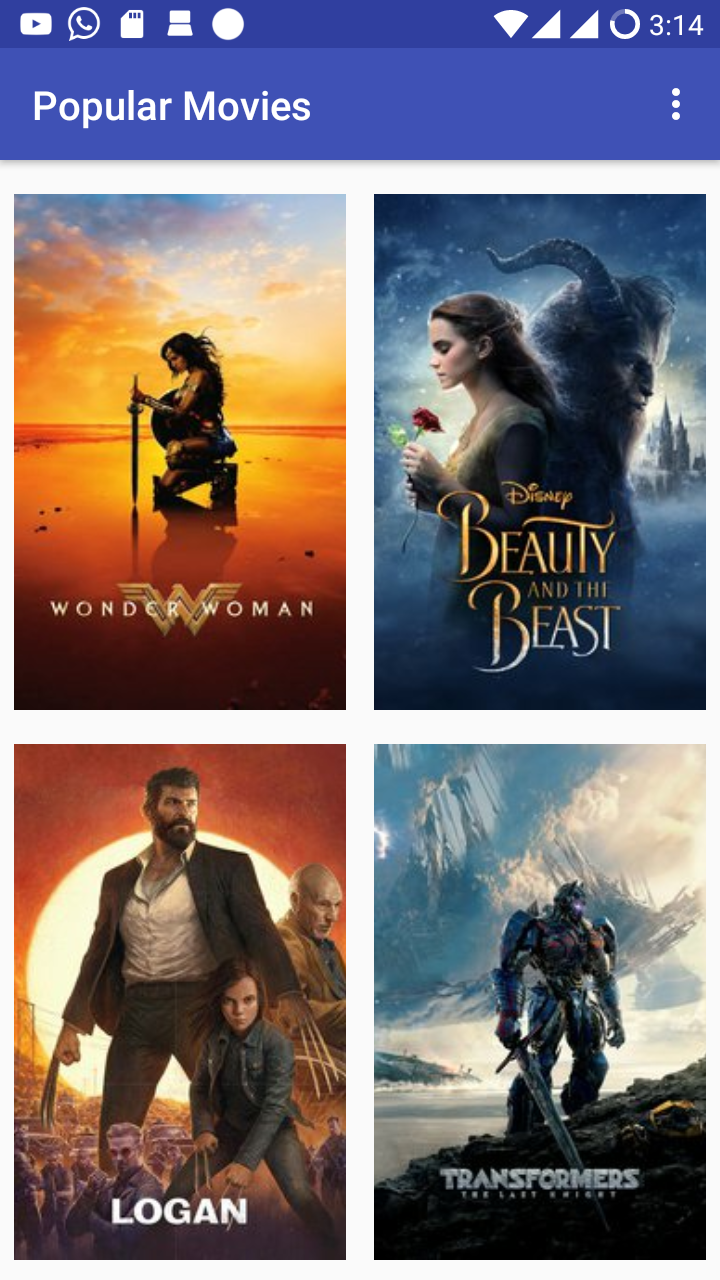 3:14
Popular Movies
WONDER WOMAN
Disney
BEAUTY
AND THE
BEAST
LOGAN
TRANSFORMERS
THE LAST KNIGHT